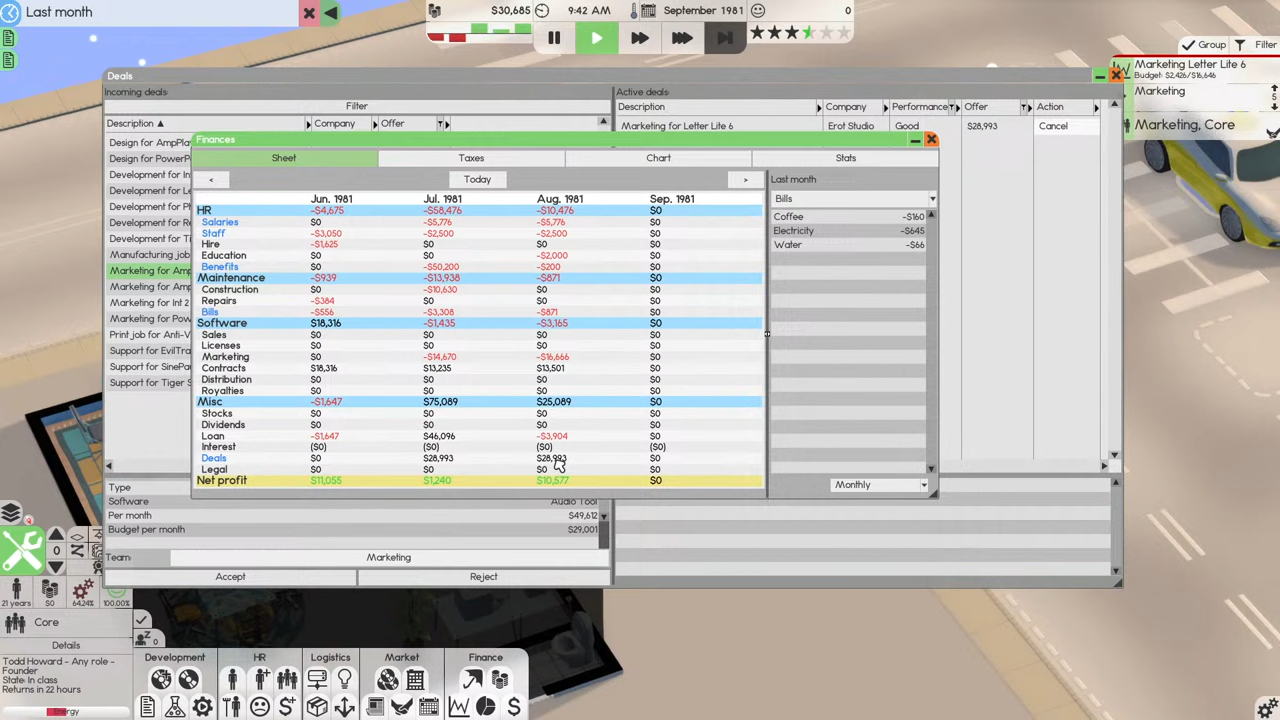 Last month
$30,685 9:42 AM September 1981 0
Group Filter
Marketing Letter Lite 6
Budget: $2,426/$16,646
Marketing
5
Marketing, Core
Deals
Incoming deals
Filter
Description Company Offer
Design for AmpPla
Design for PowerP
Development for In
Development for Le
Development for Ph
Development for Re
Development for Ti
Manufacturing job
Marketing for Amp
Marketing for Amp
Marketing for Int 2
Marketing for Pow
Print job for Anti-V
Support for EvilTra
Support for SinePa
Support for Tiger S
Active deals
Description Company Performance Offer Action
Marketing for Letter Lite 6 Erot Studio Good $28,993 Cancel
Finances
Sheet Taxes Chart Stats
< Today >
Jun. 1981 Jul. 1981 Aug. 1981 Sep. 1981
HR -$4,675 -$58,476 -$10,476 $0
Salaries $0 -$5,776 -$5,776 $0
Staff -$3,050 -$2,500 -$2,500 $0
Hire -$1,625 $0 $0 $0
Education $0 $0 -$2,000 $0
Benefits $0 -$50,200 -$200 $0
Maintenance -$939 -$13,938 -$871 $0
Construction $0 -$10,630 $0 $0
Repairs -$384 $0 $0 $0
Bills -$556 -$3,308 -$871 $0
Software $18,316 -$1,435 -$3,165 $0
Sales $0 $0 $0 $0
Licenses $0 $0 $0 $0
Marketing $0 -$14,670 -$16,666 $0
Contracts $18,316 $13,235 $13,501 $0
Distribution $0 $0 $0 $0
Royalties $0 $0 $0 $0
Misc -$1,647 $75,089 $25,089 $0
Stocks $0 $0 $0 $0
Dividends $0 $0 $0 $0
Loan -$1,647 $46,096 -$3,904 $0
Interest ($0) ($0) ($0) ($0)
Deals $0 $28,993 $28,993 $0
Legal $0 $0 $0 $0
Net profit $11,055 $1,240 $10,577 $0
Last month
Bills
Coffee -$160
Electricity -$645
Water -$66
Monthly
Type
Software Audio Tool
Per month $49,612
Budget per month $29,001
Team: Marketing
Accept Reject
0
21 years $0 64,24% 100,00%
Core
Z 0
Details
Todd Howard - Any role -
Founder
State: In class
Returns in 22 hours
Energy
Development HR Logistics Market Finance